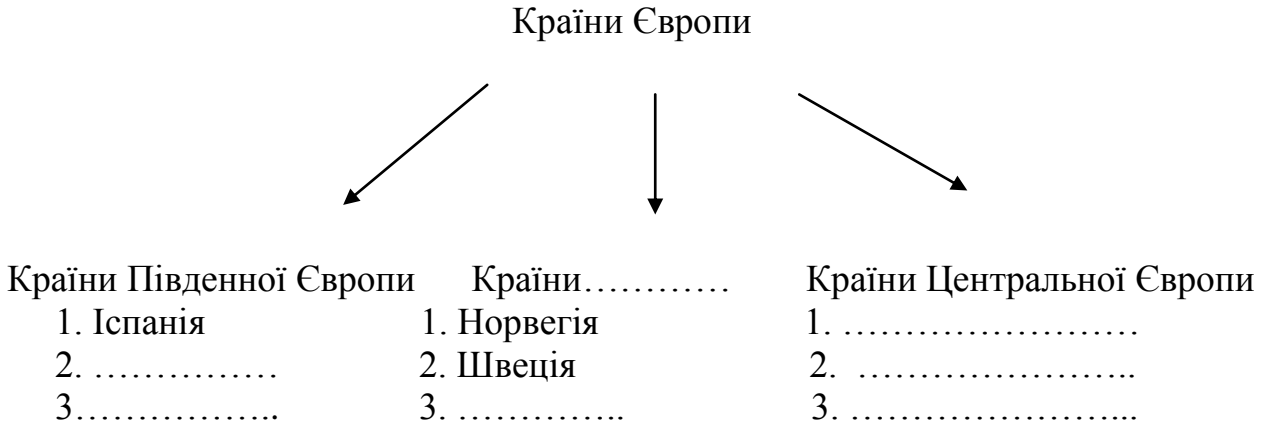 Країни Європи
Країни Південної Європи Країни………… Країни Центральної Європи
1. Іспанія 1. Норвегія 1. ……………………
2. …………… 2. Швеція 2. …………………..
3…………….. 3. ………….. 3. …………………...